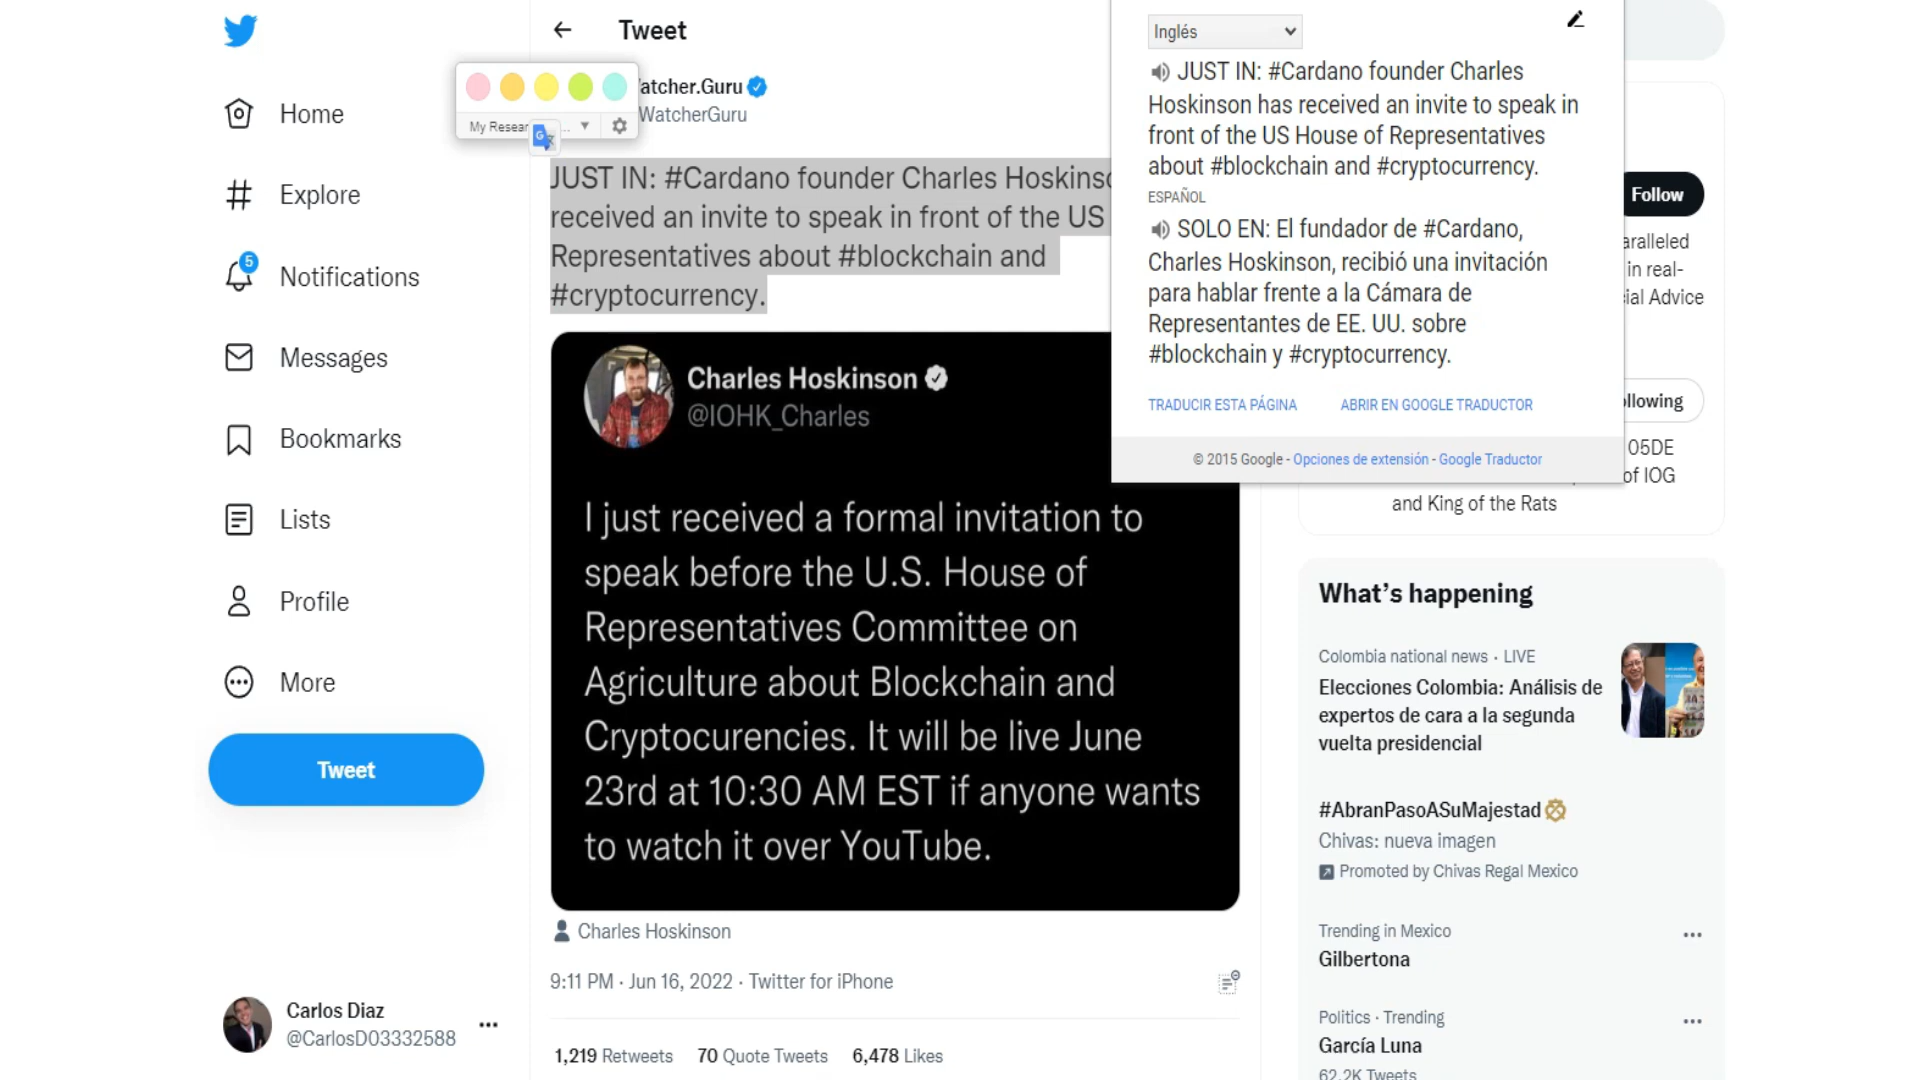 Home
Explore
5
Notifications
Messages
Bookmarks
Lists
Profile
More
Tweet
Carlos Diaz
@CarlosD03332588
Tweet
My Resear ...
atcher.Guru
WatcherGuru
JUST IN: #Cardano founder Charles Hoskinso
received an invite to speak in front of the US
Representatives about #blockchain and
#cryptocurrency.
Charles Hoskinson
@IOHK_Charles
I just received a formal invitation to
speak before the U.S. House of
Representatives Committee on
Agriculture about Blockchain and
Cryptocurencies. It will be live June
23rd at 10:30 AM EST if anyone wants
to watch it over YouTube.
Charles Hoskinson
9:11 PM · Jun 16, 2022 · Twitter for iPhone
1,219 Retweets 70 Quote Tweets 6,478 Likes
Inglés
JUST IN: #Cardano founder Charles
Hoskinson has received an invite to speak in
front of the US House of Representatives
about #blockchain and #cryptocurrency.
ESPAÑOL
SOLO EN: El fundador de #Cardano,
Charles Hoskinson, recibió una invitación
para hablar frente a la Cámara de
Representantes de EE. UU. sobre
#blockchain y #cryptocurrency.
TRADUCIR ESTA PÁGINA ABRIR EN GOOGLE TRADUCTOR
© 2015 Google - Opciones de extensión - Google Traductor
Follow
aralleled
in real-
ial Advice
llowing
05DE
of IOG
and King of the Rats
What's happening
Colombia national news · LIVE
Elecciones Colombia: Análisis de
expertos de cara a la segunda
vuelta presidencial
#AbranPasoASuMajestad
Chivas: nueva imagen
Promoted by Chivas Regal Mexico
Trending in Mexico
Gilbertona
Politics · Trending
García Luna
62.2K Tweets